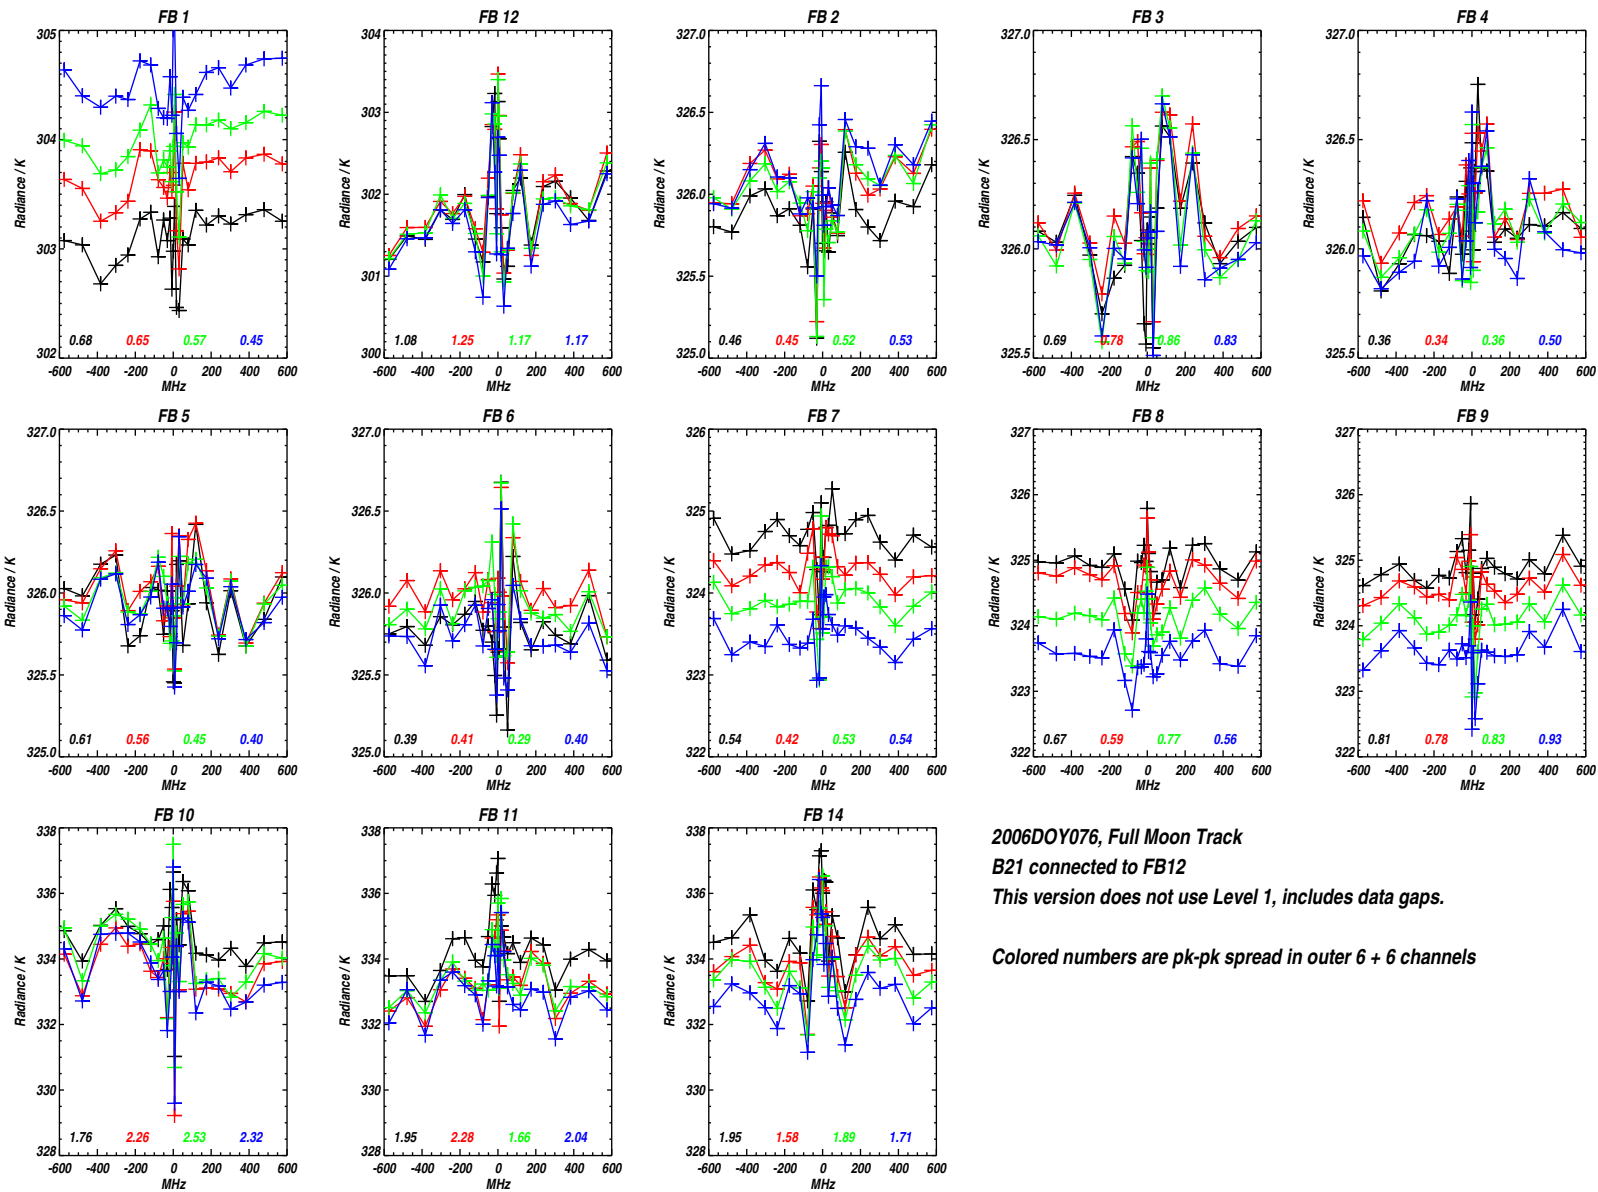 FB 1
FB 12
FB 2
FB 3
FB 4
305
304
303
302
Radiance / K
0.68 0.65 0.57 0.45
-600 -400 -200 0 200 400 600
MHz
304
303
302
301
300
Radiance / K
1.08 1.25 1.17 1.17
-600 -400 -200 0 200 400 600
MHz
327.0
326.5
326.0
325.5
325.0
Radiance / K
0.46 0.45 0.52 0.53
-600 -400 -200 0 200 400 600
MHz
327.0
326.5
326.0
325.5
Radiance / K
0.69 0.78 0.86 0.83
-600 -400 -200 0 200 400 600
MHz
327.0
326.5
326.0
325.5
Radiance / K
0.36 0.34 0.36 0.50
-600 -400 -200 0 200 400 600
MHz
FB 5
FB 6
FB 7
FB 8
FB 9
327.0
326.5
326.0
325.5
325.0
Radiance / K
0.61 0.56 0.45 0.40
-600 -400 -200 0 200 400 600
MHz
327.0
326.5
326.0
325.5
325.0
Radiance / K
0.39 0.41 0.29 0.40
-600 -400 -200 0 200 400 600
MHz
326
325
324
323
322
Radiance / K
0.54 0.42 0.53 0.54
-600 -400 -200 0 200 400 600
MHz
327
326
325
324
323
322
Radiance / K
0.67 0.59 0.77 0.56
-600 -400 -200 0 200 400 600
MHz
327
326
325
324
323
322
Radiance / K
0.81 0.78 0.83 0.93
-600 -400 -200 0 200 400 600
MHz
FB 10
FB 11
FB 14
338
336
334
332
330
328
Radiance / K
1.76 2.26 2.53 2.32
-600 -400 -200 0 200 400 600
MHz
338
336
334
332
330
328
Radiance / K
1.95 2.28 1.66 2.04
-600 -400 -200 0 200 400 600
MHz
338
336
334
332
330
328
Radiance / K
1.95 1.58 1.89 1.71
-600 -400 -200 0 200 400 600
MHz
2006DOY076, Full Moon Track
B21 connected to FB12
This version does not use Level 1, includes data gaps.
Colored numbers are pk-pk spread in outer 6 + 6 channels